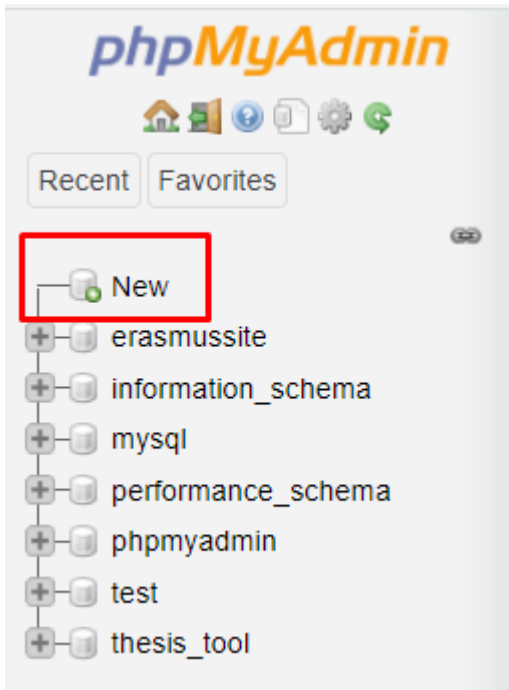 phpMyAdmin
Recent Favorites
New
erasmussite
information_schema
mysql
performance_schema
phpmyadmin
test
thesis_tool